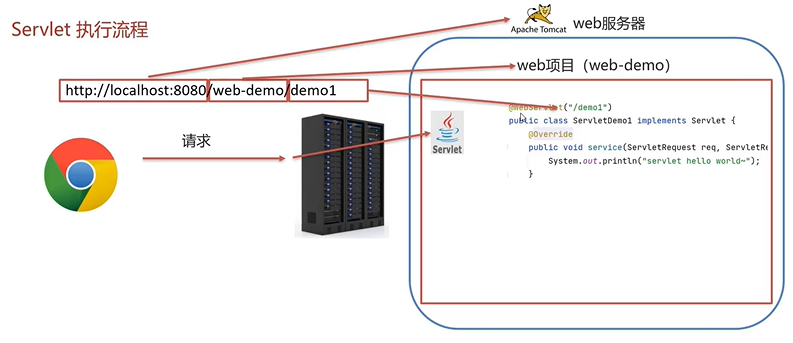 Servlet 执行流程
Apache Tomcat
web服务器
web项目（web-demo）
http://localhost:8080/web-demo/demo1
请求
Servlet
@WebServlet("/demo1")
public class ServletDemo1 implements Servlet {
@Override
public void service(ServletRequest req, ServletRe
System.out.println("servlet hello world~");
}